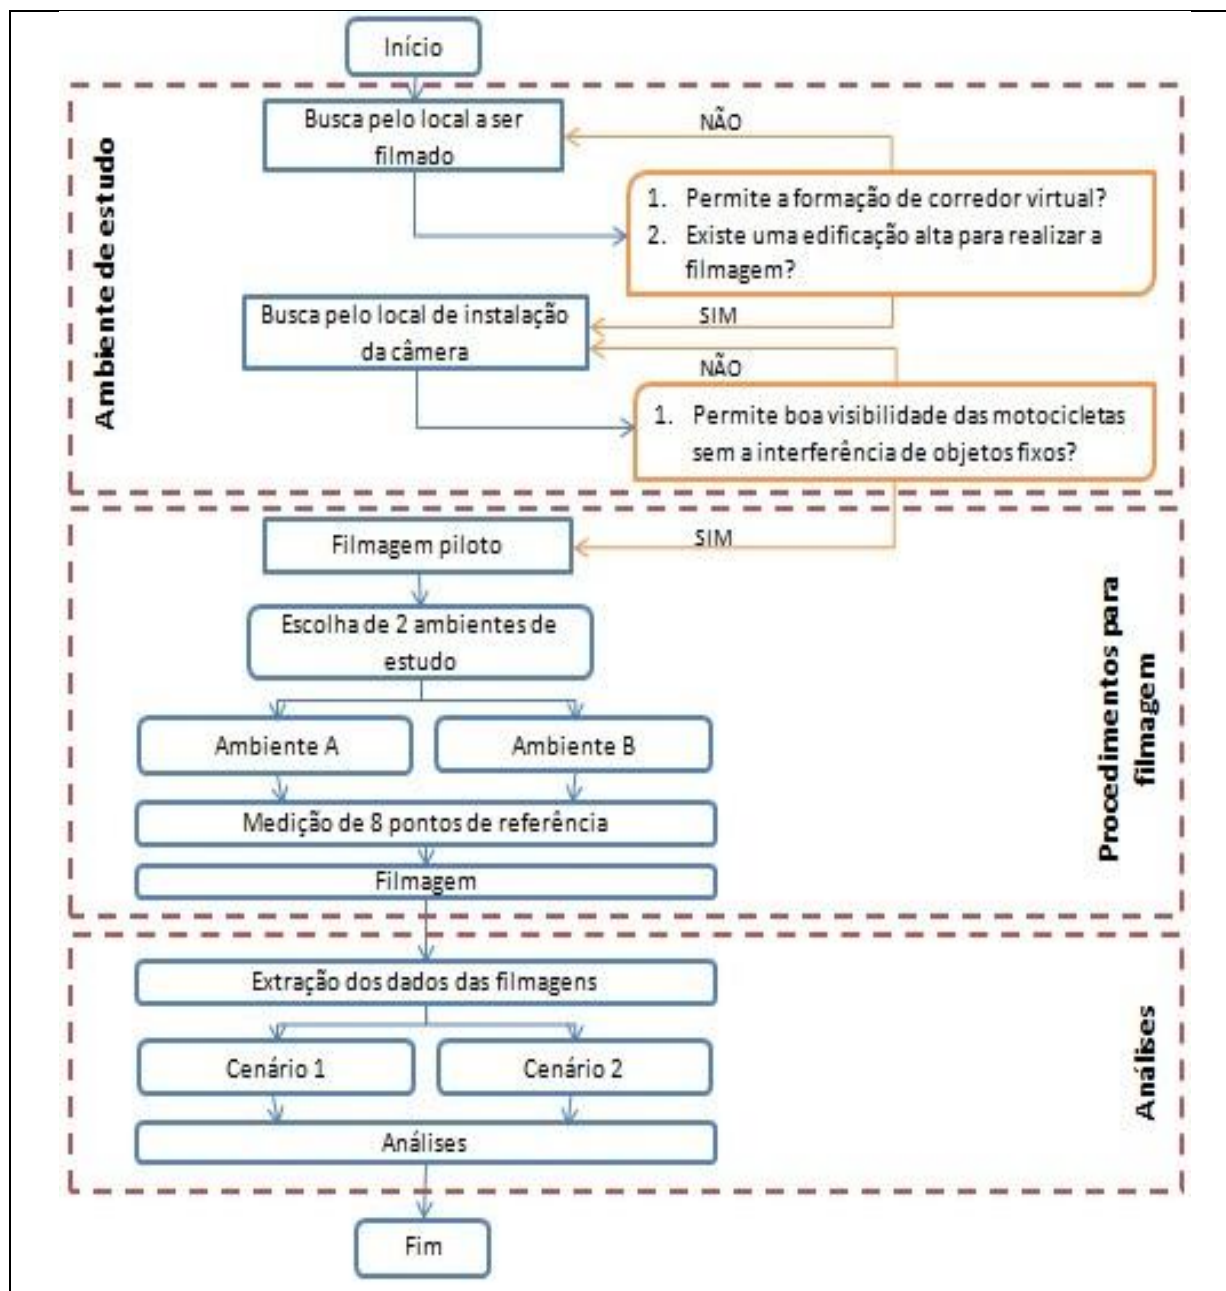 Início
Ambiente de estudo
Busca pelo local a ser
filmado
NÃO
1. Permite a formação de corredor virtual?
2. Existe uma edificação alta para realizar a
filmagem?
SIM
Busca pelo local de instalação
da câmera
NÃO
1. Permite boa visibilidade das motocicletas
sem a interferência de objetos fixos?
SIM
Procedimentos para
filmagem
Filmagem piloto
Escolha de 2 ambientes de
estudo
Ambiente A
Ambiente B
Medição de 8 pontos de referência
Filmagem
Análises
Extração dos dados das filmagens
Cenário 1
Cenário 2
Análises
Fim